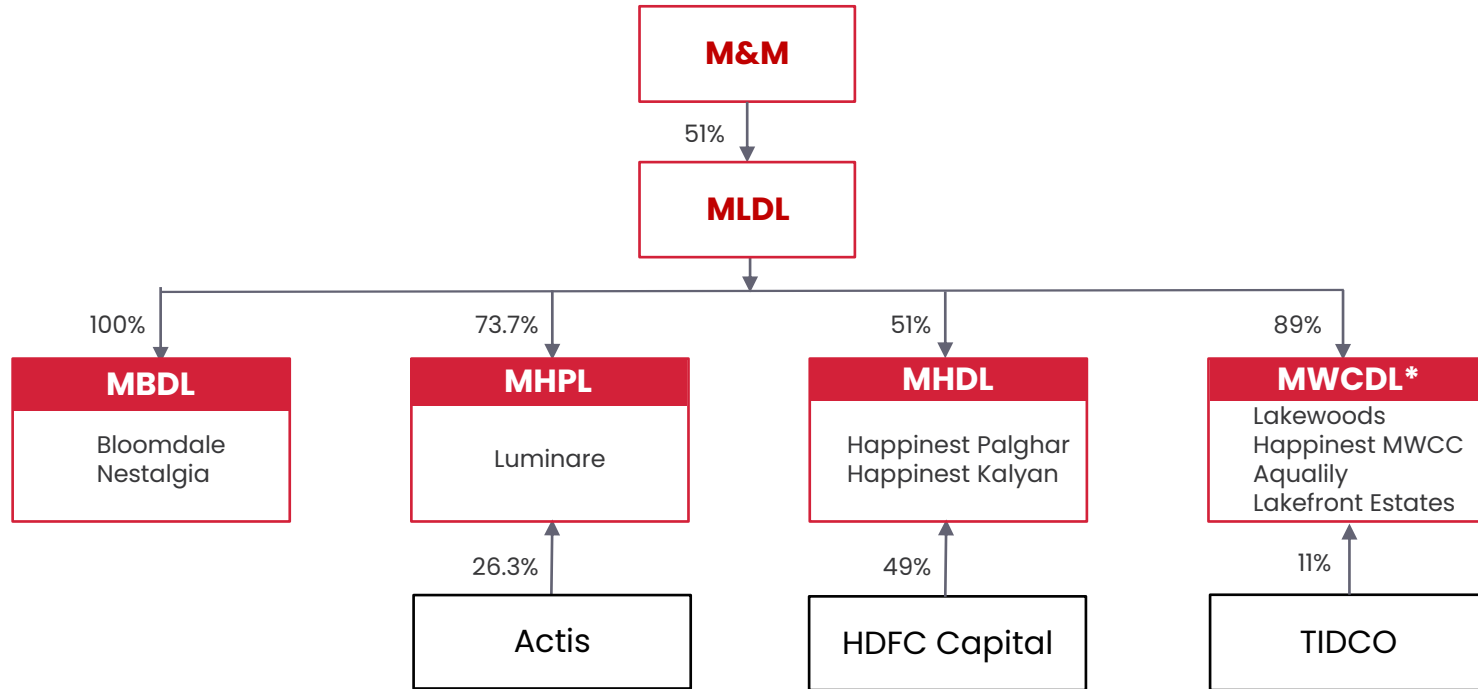 M&M
51%
MLDL
100%
73.7%
51%
89%
MBDL
Bloomdale
Nestalgia
MHPL
Luminare
MHDL
Happinest Palghar
Happinest Kalyan
MWCDL*
Lakewoods
Happinest MWCC
Aqualily
Lakefront Estates
26.3%
49%
11%
Actis
HDFC Capital
TIDCO